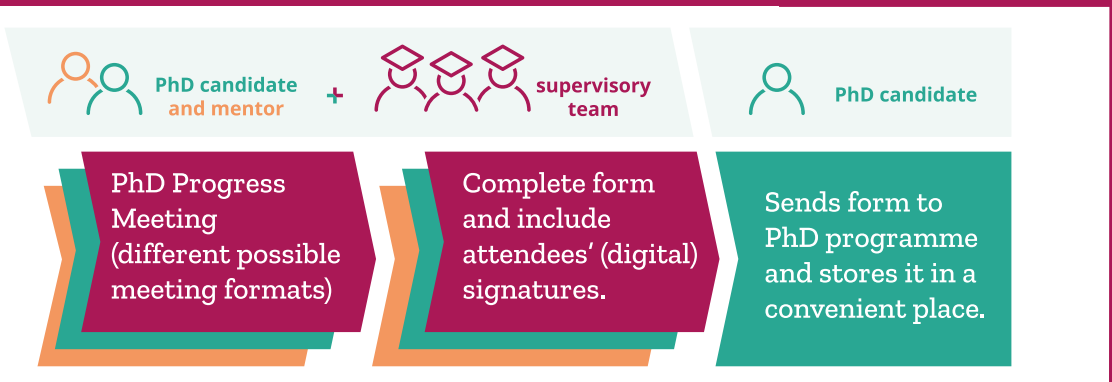 PhD candidate
and mentor
+
supervisory
team
PhD candidate
PhD Progress
Meeting
(different possible
meeting formats)
Complete form
and include
attendees’ (digital)
signatures.
Sends form to
PhD programme
and stores it in a
convenient place.